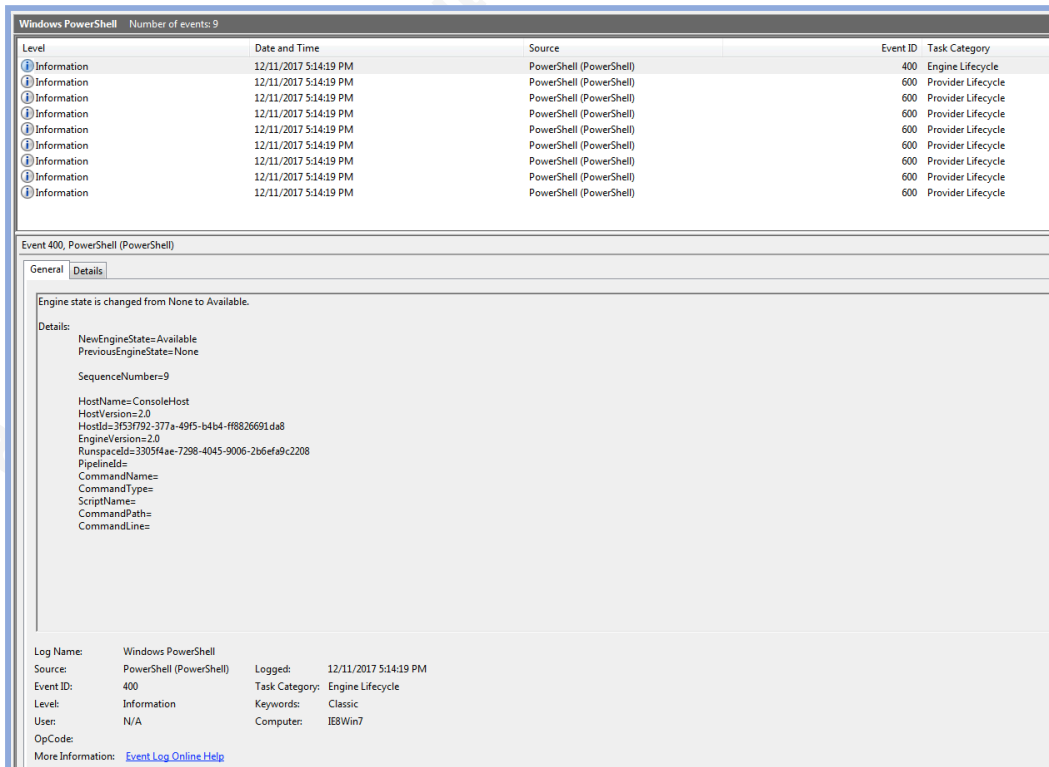 Windows PowerShell Number of events: 9
Level Date and Time Source Event ID Task Category
Information 12/11/2017 5:14:19 PM PowerShell (PowerShell) 400 Engine Lifecycle
Information 12/11/2017 5:14:19 PM PowerShell (PowerShell) 600 Provider Lifecycle
Information 12/11/2017 5:14:19 PM PowerShell (PowerShell) 600 Provider Lifecycle
Information 12/11/2017 5:14:19 PM PowerShell (PowerShell) 600 Provider Lifecycle
Information 12/11/2017 5:14:19 PM PowerShell (PowerShell) 600 Provider Lifecycle
Information 12/11/2017 5:14:19 PM PowerShell (PowerShell) 600 Provider Lifecycle
Information 12/11/2017 5:14:19 PM PowerShell (PowerShell) 600 Provider Lifecycle
Information 12/11/2017 5:14:19 PM PowerShell (PowerShell) 600 Provider Lifecycle
Information 12/11/2017 5:14:19 PM PowerShell (PowerShell) 600 Provider Lifecycle
Event 400, PowerShell (PowerShell)
General Details
Engine state is changed from None to Available.
Details:
NewEngineState=Available
PreviousEngineState=None
SequenceNumber=9
HostName=ConsoleHost
HostVersion=2.0
HostId=3f53f792-377a-49f5-b4b4-ff8826691da8
EngineVersion=2.0
RunspaceId=3305f4ae-7298-4045-9006-2b6efa9c2208
PipelineId=
CommandName=
CommandType=
ScriptName=
CommandPath=
CommandLine=
Log Name: Windows PowerShell
Source: PowerShell (PowerShell) Logged: 12/11/2017 5:14:19 PM
Event ID: 400 Task Category: Engine Lifecycle
Level: Information Keywords: Classic
User: N/A Computer: IE8Win7
OpCode:
More Information: Event Log Online Help